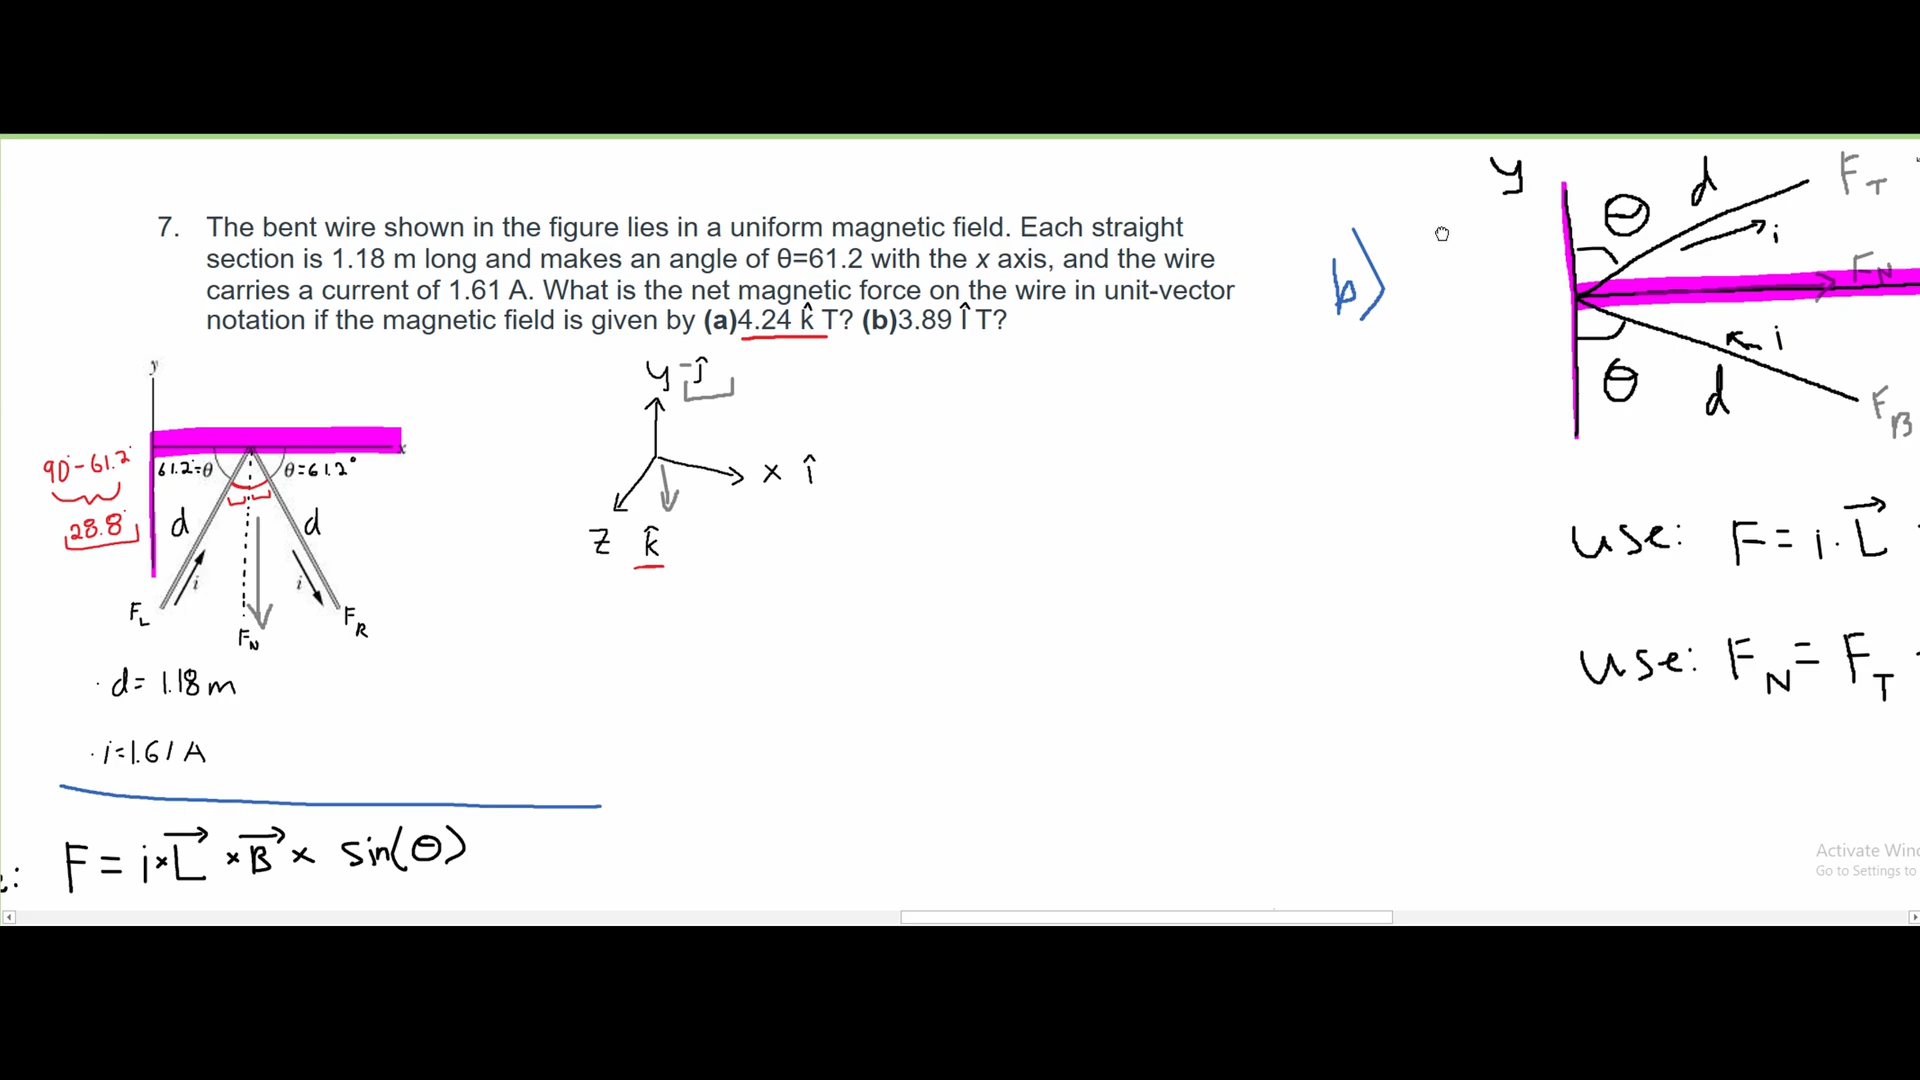 7. The bent wire shown in the figure lies in a uniform magnetic field. Each straight
section is 1.18 m long and makes an angle of θ=61.2 with the x axis, and the wire
carries a current of 1.61 A. What is the net magnetic force on the wire in unit-vector
notation if the magnetic field is given by (a)4.24 k̂ T? (b)3.89 î T?
y
x
90°-61.2°
28.8°
61.2°=θ
θ=61.2°
d
d
i
i
F_L
F_N
F_R
· d= 1.18 m
· i=1.61 A
F= i×L⃗ ×B⃗ × sin(θ)
y -ĵ
x î
z k̂
b)
y
θ
d
F_T
i
F_N
i
θ
d
F_B
use: F= i·L⃗
use: F_N= F_T
Go to Settings to